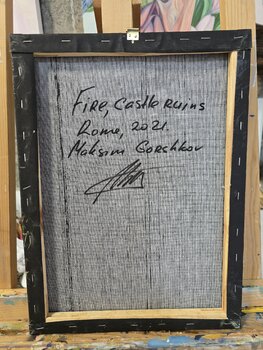 Fire, Castle ruins
Rome, 2021.
Maksim Gorshkov